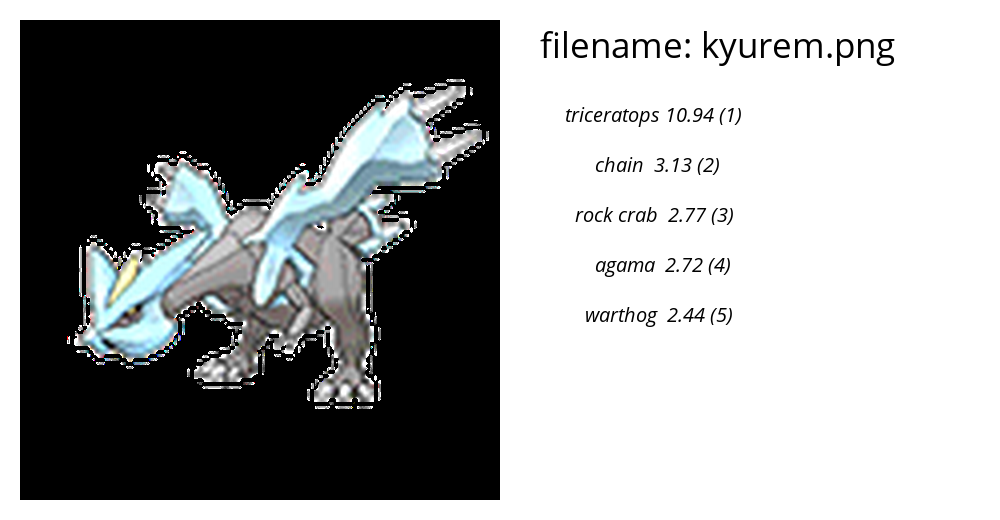 filename: kyurem.png
triceratops 10.94 (1)
chain 3.13 (2)
rock crab 2.77 (3)
agama 2.72 (4)
warthog 2.44 (5)